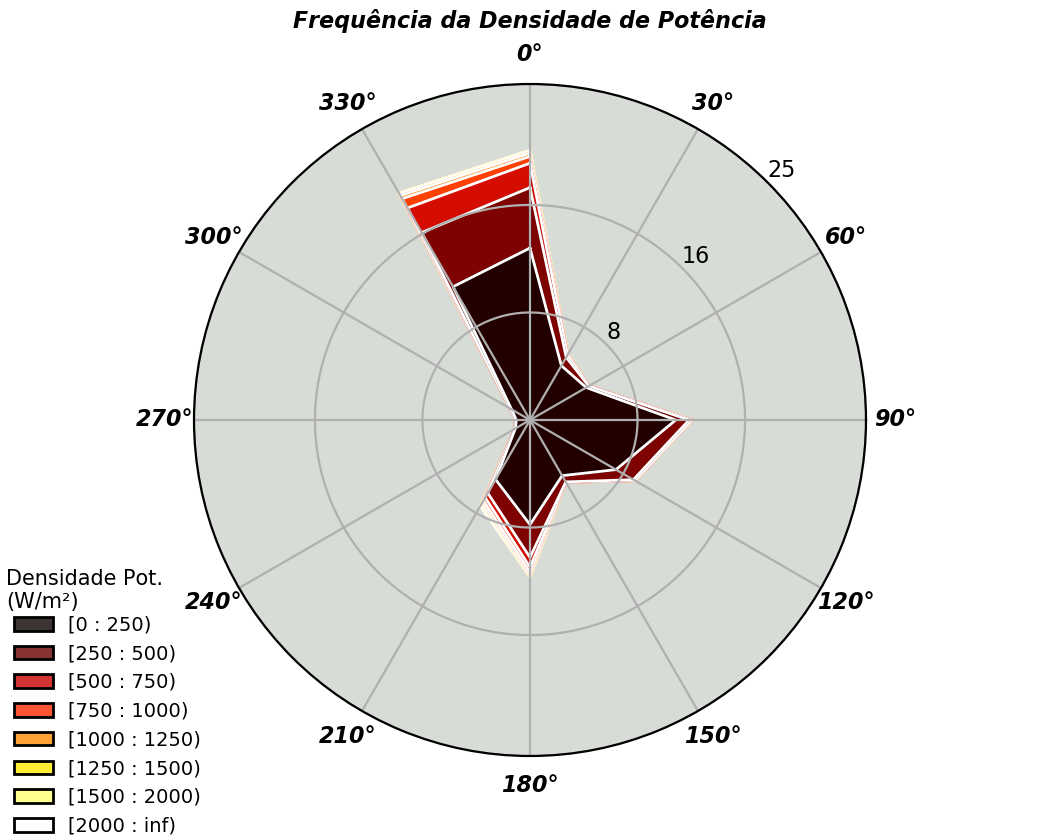 Frequência da Densidade de Potência
0°
330°
30°
25
300°
60°
16
8
270°
90°
240°
120°
210°
150°
180°
Densidade Pot.
(W/m²)
[0 : 250)
[250 : 500)
[500 : 750)
[750 : 1000)
[1000 : 1250)
[1250 : 1500)
[1500 : 2000)
[2000 : inf)